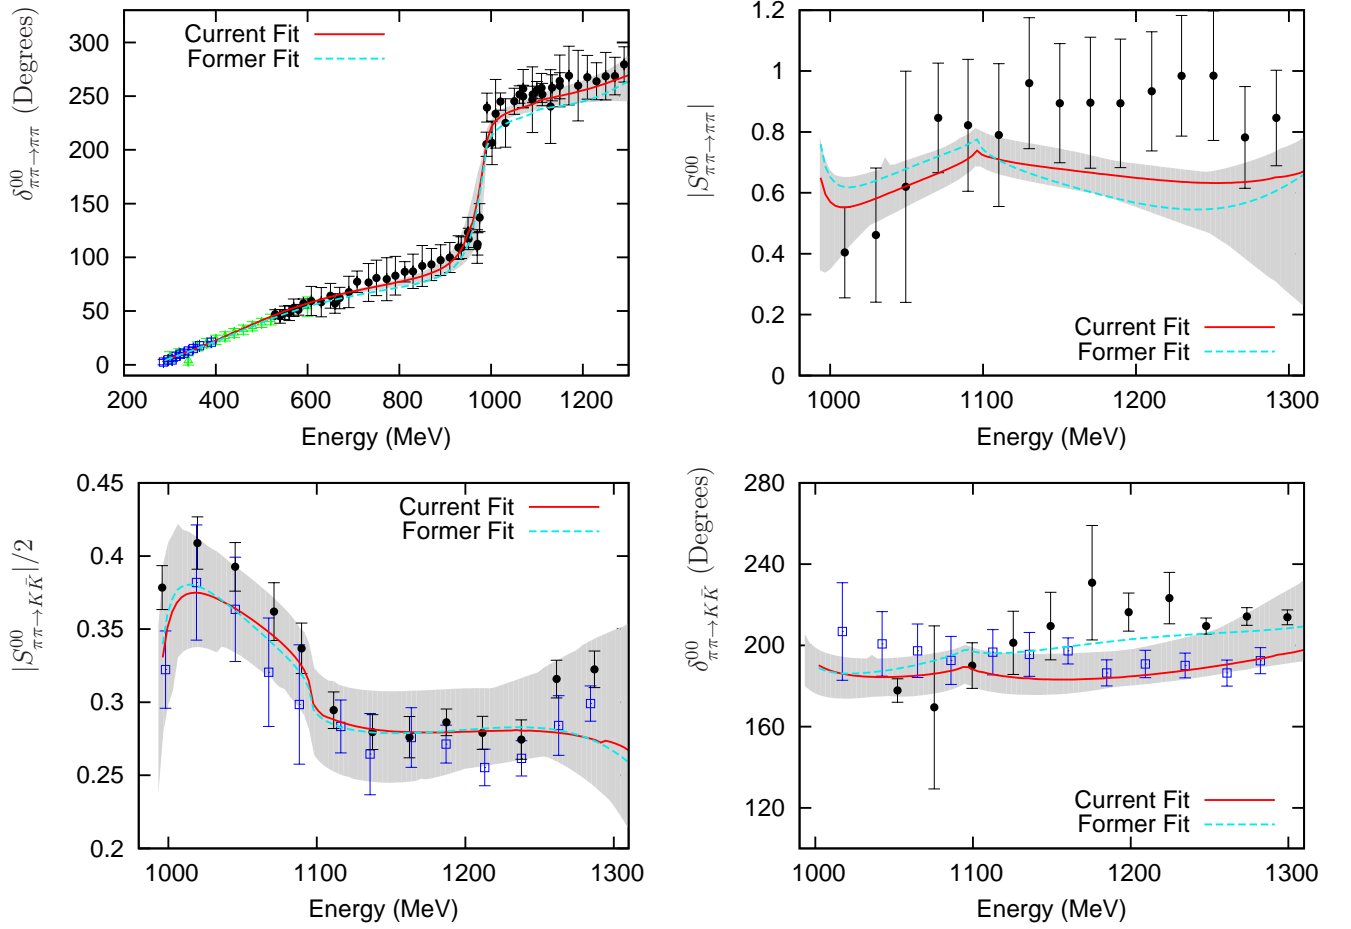 δ^{00}_{ππ→ππ} (Degrees)
300
250
200
150
100
50
0
Current Fit
Former Fit
200 400 600 800 1000 1200
Energy (MeV)
|S^{00}_{ππ→ππ}|
1.2
1
0.8
0.6
0.4
0.2
0
Current Fit
Former Fit
1000 1100 1200 1300
Energy (MeV)
|S^{00}_{ππ→KK̄}|/2
0.45
0.4
0.35
0.3
0.25
0.2
Current Fit
Former Fit
1000 1100 1200 1300
Energy (MeV)
δ^{00}_{ππ→KK̄} (Degrees)
280
240
200
160
120
Current Fit
Former Fit
1000 1100 1200 1300
Energy (MeV)